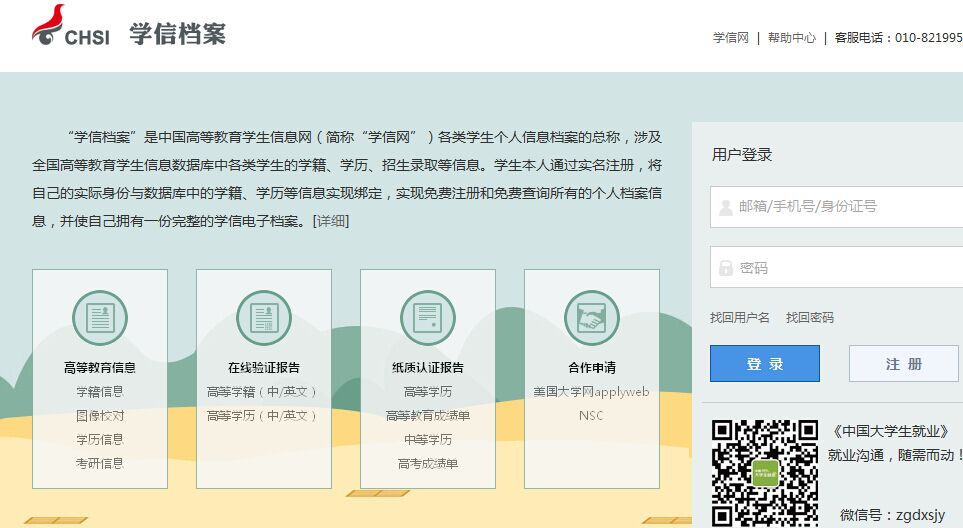 CHSI 学信档案
学信网 | 帮助中心 | 客服电话：010-821995
“学信档案”是中国高等教育学生信息网（简称“学信网”）各类学生个人信息档案的总称，涉及
全国高等教育学生信息数据库中各类学生的学籍、学历、招生录取等信息。学生本人通过实名注册，将
自己的实际身份与数据库中的学籍、学历等信息实现绑定，实现免费注册和免费查询所有的个人档案信
息，并使自己拥有一份完整的学信电子档案。[详细]
高等教育信息
学籍信息
图像校对
学历信息
考研信息
在线验证报告
高等学籍（中/英文）
高等学历（中/英文）
纸质认证报告
高等学历
高等教育成绩单
中等学历
高考成绩单
合作申请
美国大学网applyweb
NSC
用户登录
邮箱/手机号/身份证号
密码
找回用户名 找回密码
登 录 注 册
《中国大学生就业》
就业沟通，随需而动！
微信号：zgdxsjy